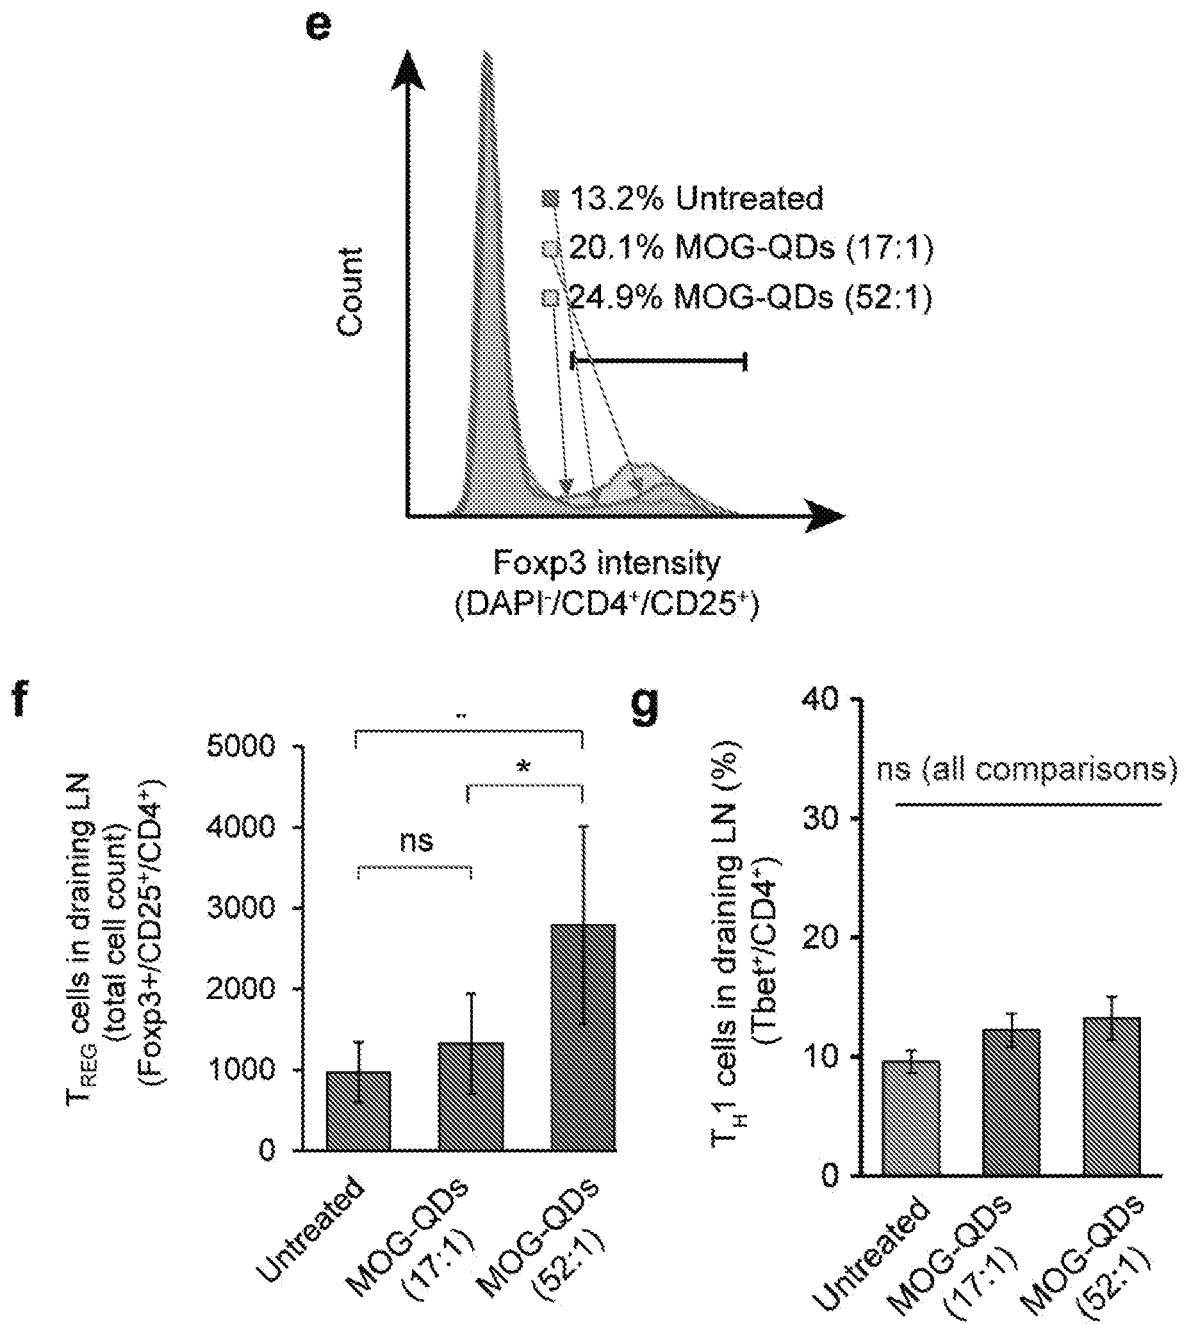 e
13.2% Untreated
20.1% MOG-QDs (17:1)
24.9% MOG-QDs (52:1)
Count
Foxp3 intensity
(DAPI⁻/CD4⁺/CD25⁺)
f
T_REG cells in draining LN
(total cell count)
(Foxp3+/CD25⁺/CD4⁺)
5000
4000
3000
2000
1000
0
*
ns
Untreated
MOG-QDs
(17:1)
MOG-QDs
(52:1)
g
T_H1 cells in draining LN (%)
(Tbet⁺/CD4⁺)
40
30
20
10
0
ns (all comparisons)
Untreated
MOG-QDs
(17:1)
MOG-QDs
(52:1)